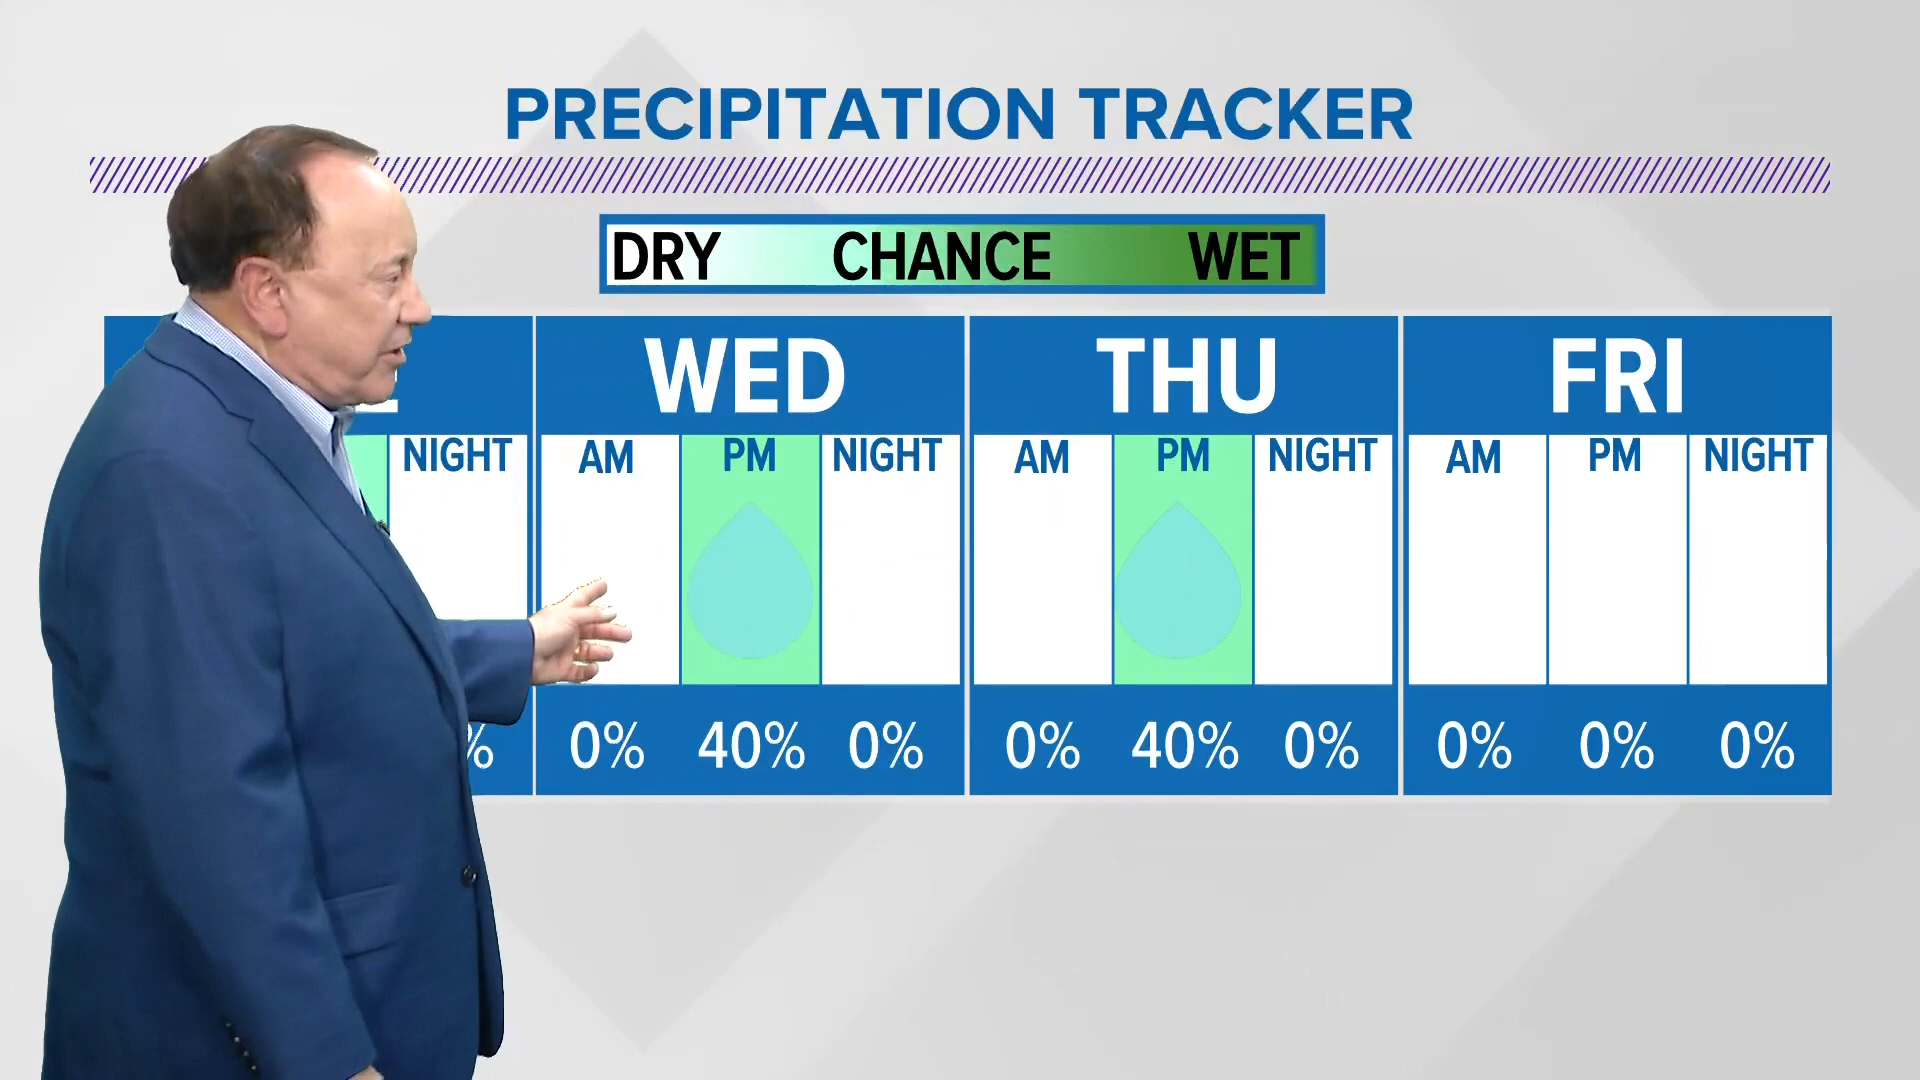 PRECIPITATION TRACKER
DRY CHANCE WET
WED THU FRI
NIGHT AM PM NIGHT AM PM NIGHT AM PM NIGHT
% 0% 40% 0% 0% 40% 0% 0% 0% 0%